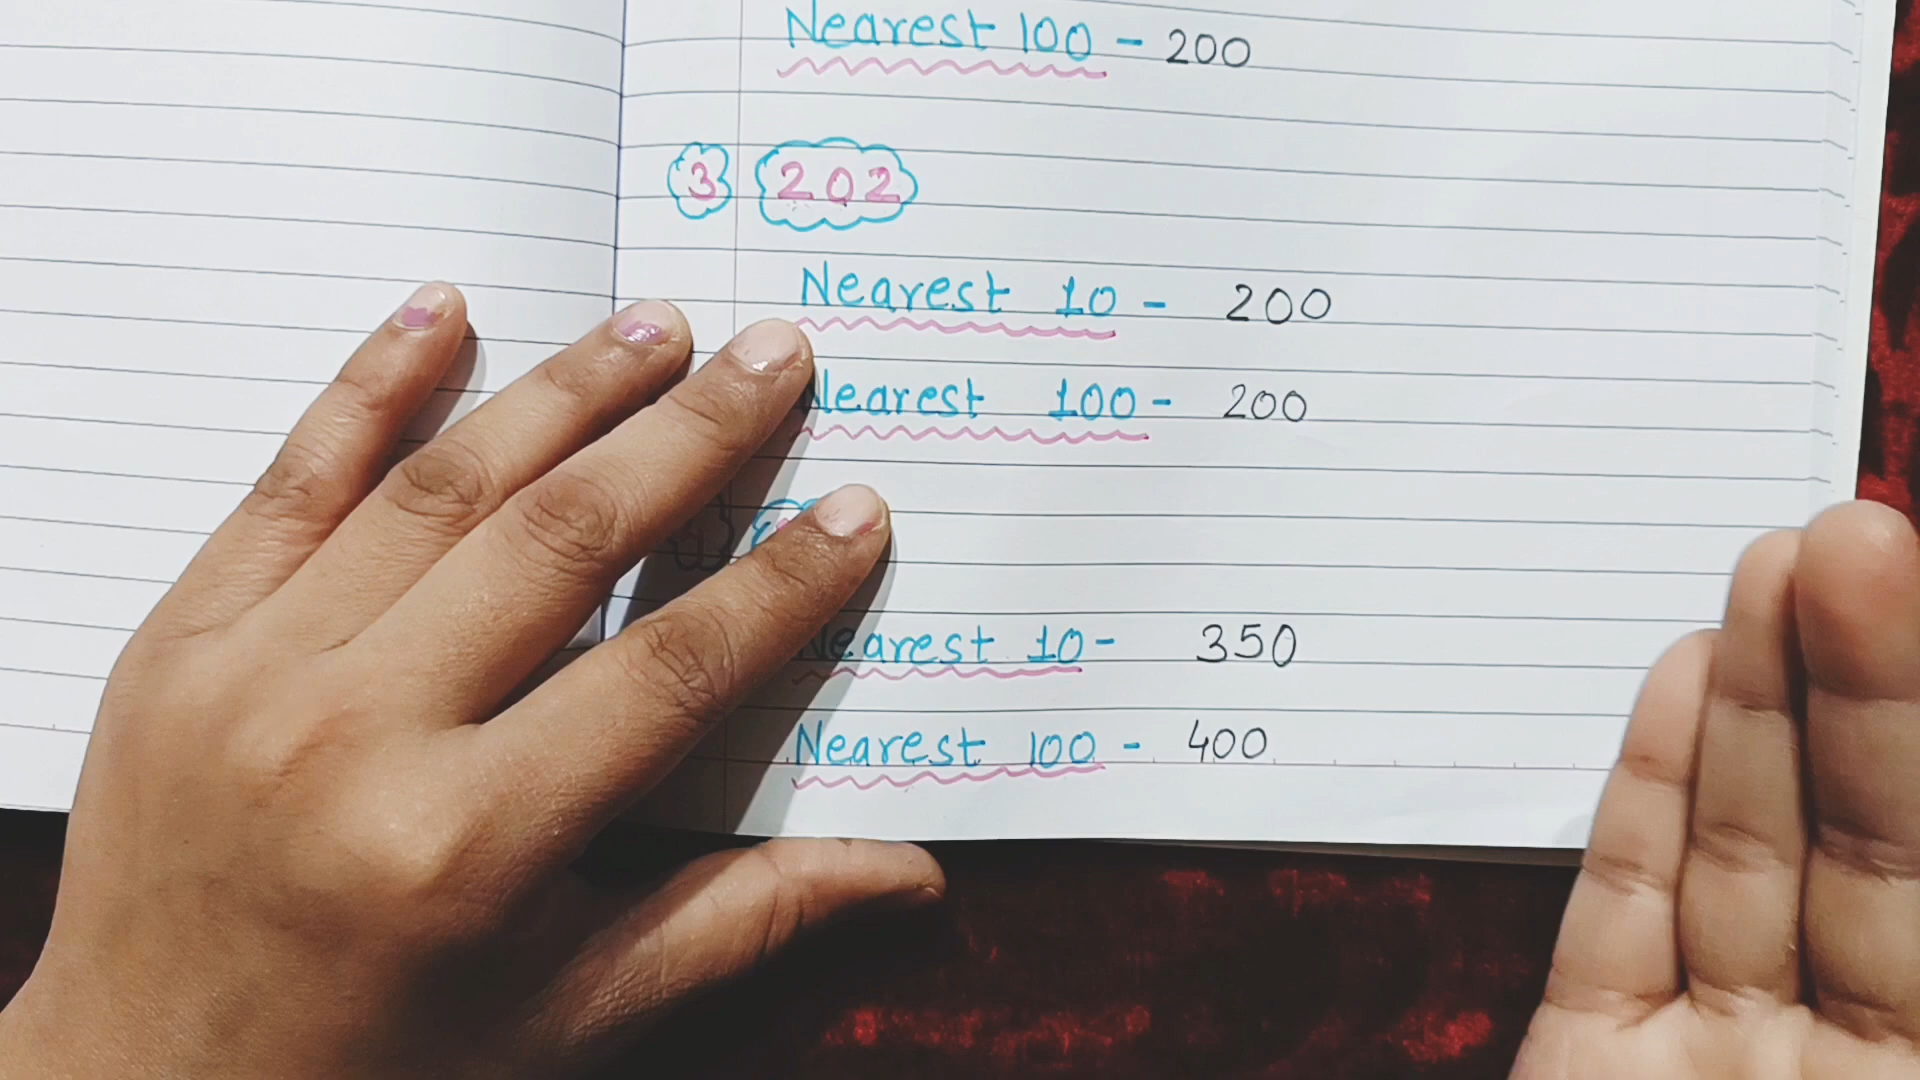 Nearest 100 - 200
3 202
Nearest 10 - 200
Nearest 100 - 200
Nearest 10 - 350
Nearest 100 - 400